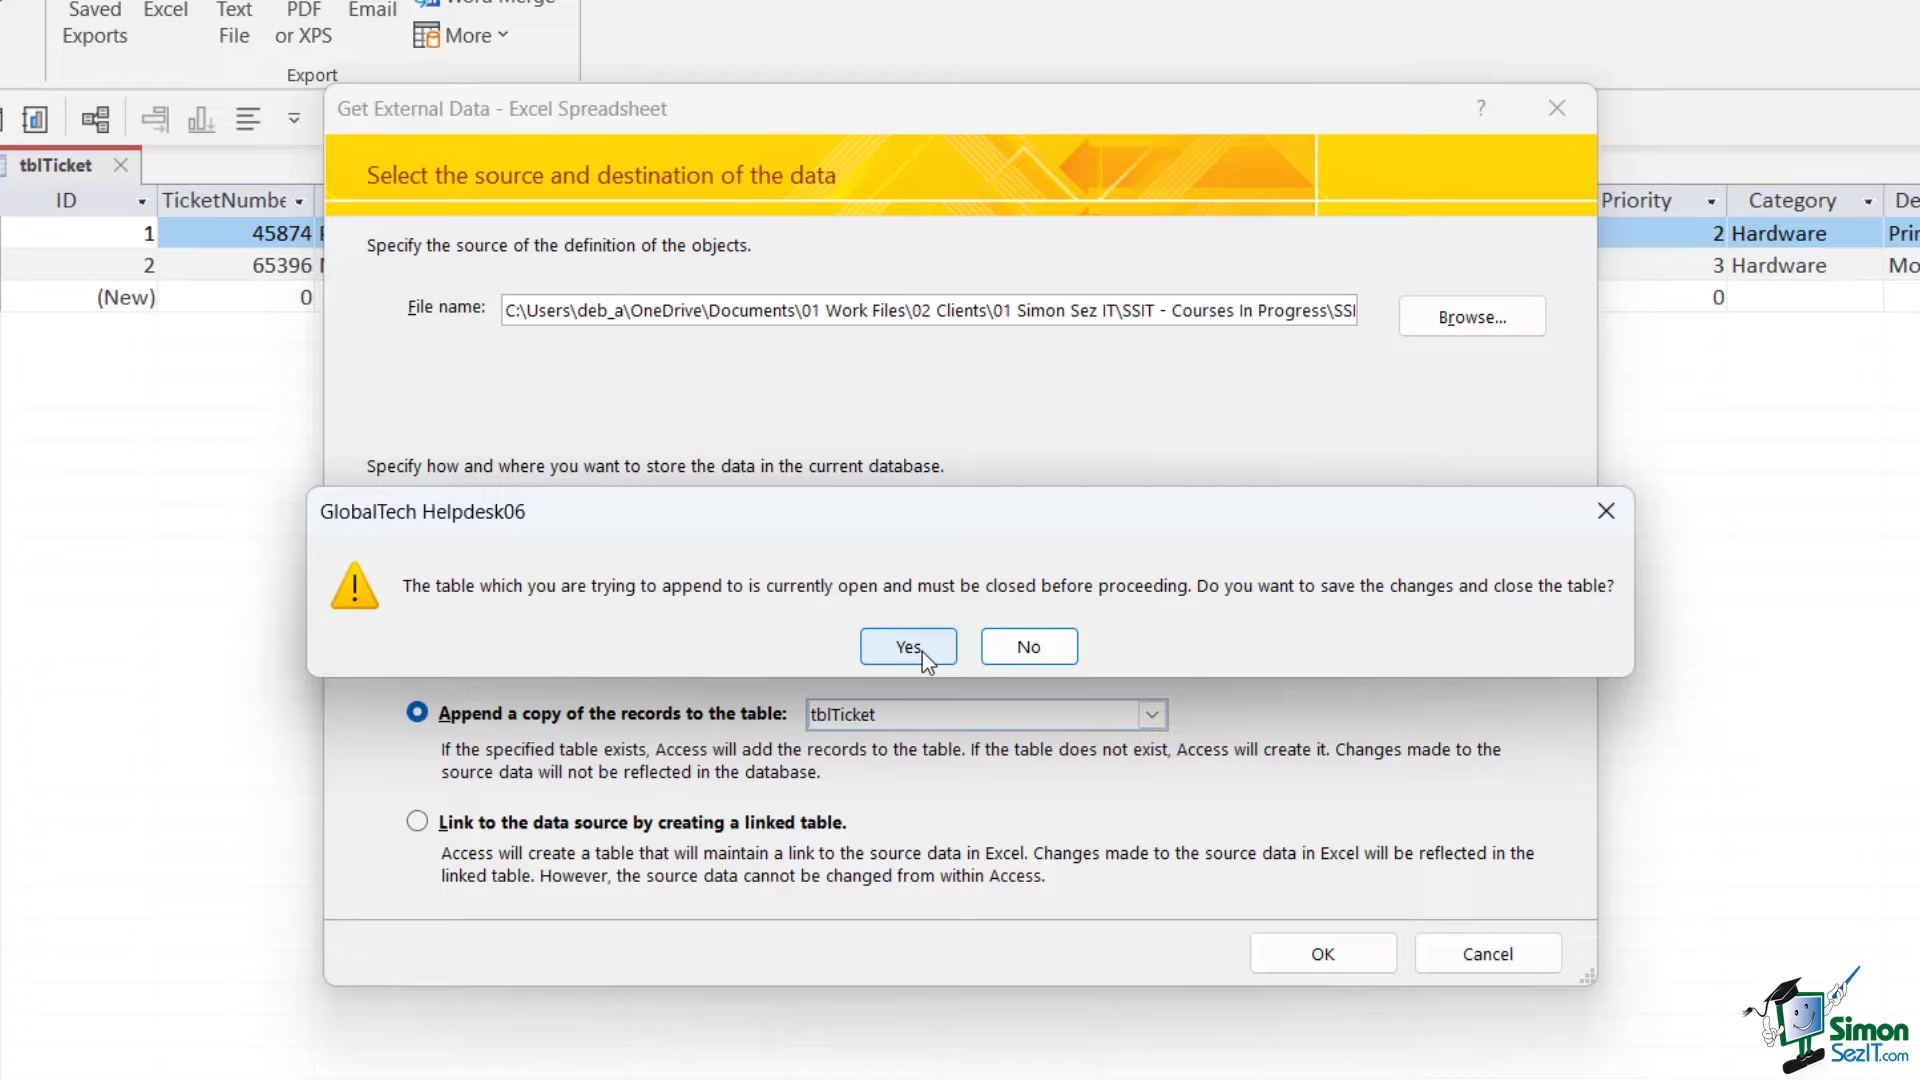 Saved Exports
Excel
Text File
PDF or XPS
Email
More
Export
Get External Data - Excel Spreadsheet
?
tblTicket
Select the source and destination of the data
ID
TicketNumbe
Priority
Category
De
1
45874
2
Hardware
Prin
2
65396
3
Hardware
Mo
(New)
0
0
Specify the source of the definition of the objects.
File name:
C:\Users\deb_a\OneDrive\Documents\01 Work Files\02 Clients\01 Simon Sez IT\SSIT - Courses In Progress\SSI
Browse...
Specify how and where you want to store the data in the current database.
GlobalTech Helpdesk06
The table which you are trying to append to is currently open and must be closed before proceeding. Do you want to save the changes and close the table?
Yes
No
Append a copy of the records to the table:
tblTicket
If the specified table exists, Access will add the records to the table. If the table does not exist, Access will create it. Changes made to the
source data will not be reflected in the database.
Link to the data source by creating a linked table.
Access will create a table that will maintain a link to the source data in Excel. Changes made to the source data in Excel will be reflected in the
linked table. However, the source data cannot be changed from within Access.
OK
Cancel
Simon
SezIT.com